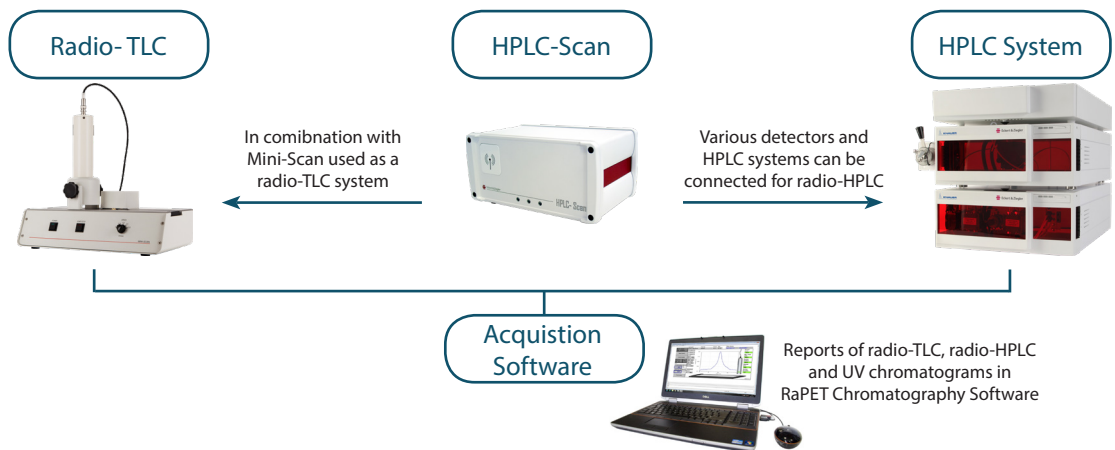 Radio- TLC
HPLC-Scan
HPLC System
In comibnation with
Mini-Scan used as a
radio-TLC system
HPLC- Scan
Various detectors and
HPLC systems can be
connected for radio-HPLC
Acquistion
Software
Reports of radio-TLC, radio-HPLC
and UV chromatograms in
RaPET Chromatography Software